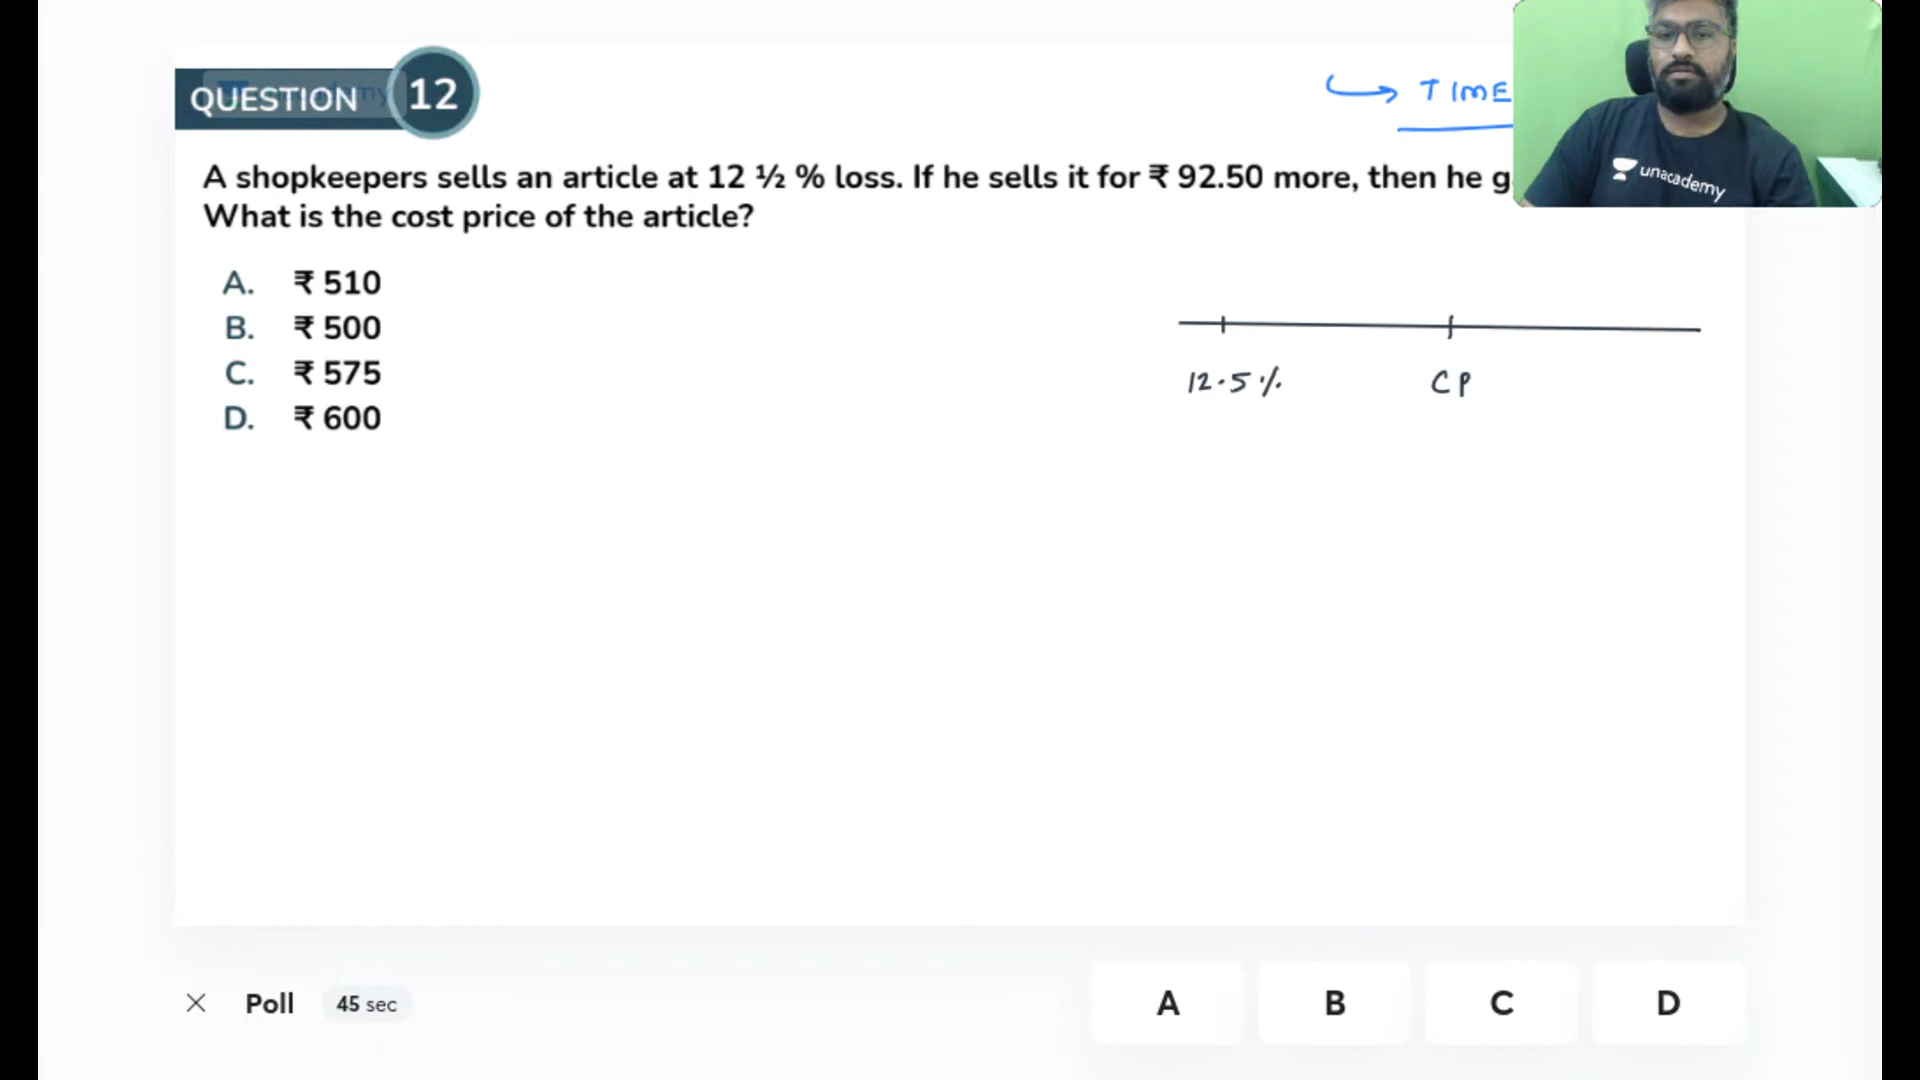 QUESTION 12
TIME
A shopkeepers sells an article at 12 ½ % loss. If he sells it for ₹ 92.50 more, then he g
What is the cost price of the article?
A. ₹ 510
B. ₹ 500
C. ₹ 575
D. ₹ 600
12.5%
CP
unacademy
× Poll 45 sec
A B C D